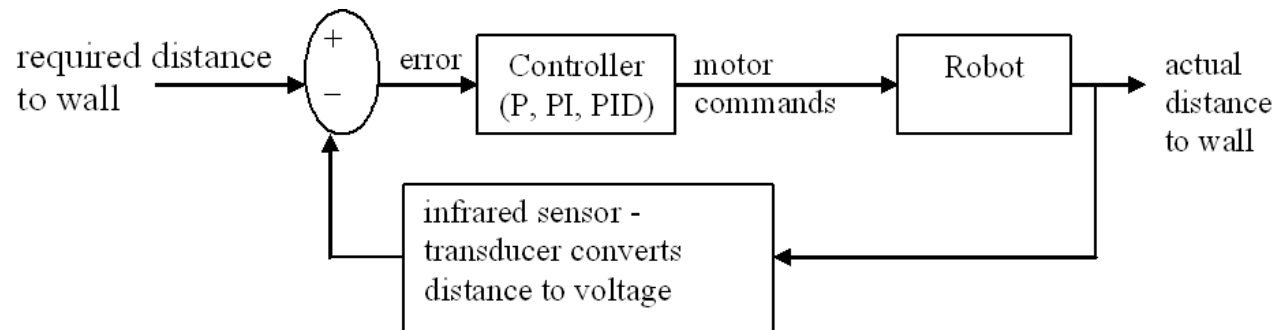 required distance
to wall
+
−
error
Controller
(P, PI, PID)
motor
commands
Robot
actual
distance
to wall
infrared sensor -
transducer converts
distance to voltage